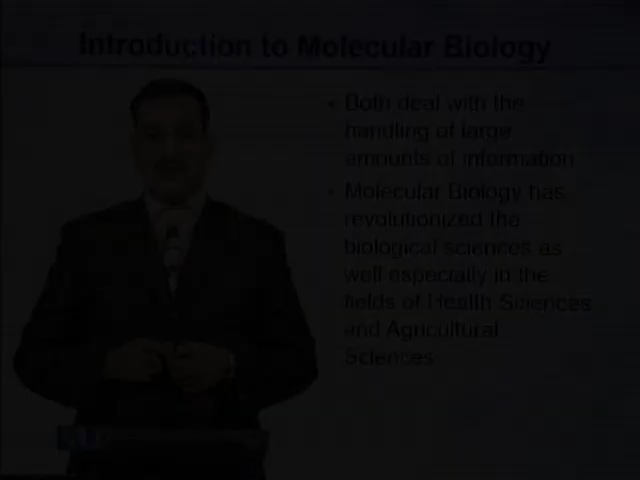 Introduction to Molecular Biology
• Both deal with the
handling of large
amounts of information
• Molecular Biology has
revolutionized the
biological sciences as
well especially in the
fields of Health Sciences
and Agricultural
Sciences